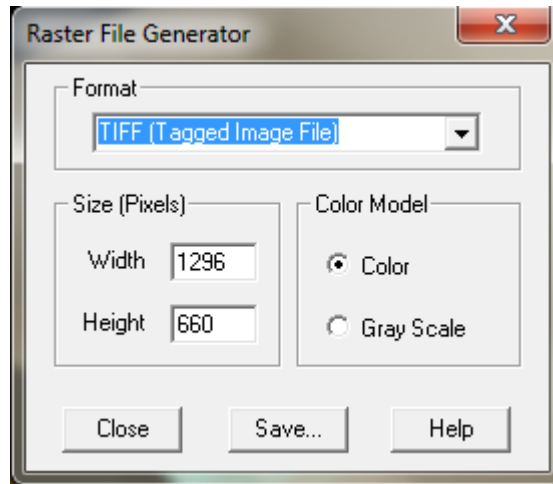 Raster File Generator
Format
TIFF (Tagged Image File)
Size (Pixels)
Width 1296
Height 660
Color Model
Color
Gray Scale
Close Save... Help